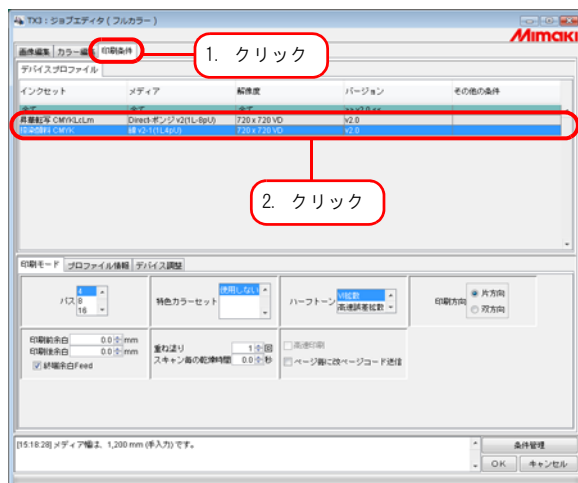 TX3：ジョブエディタ ( フルカラー )
Mimaki
画像編集 カラー編集 印刷条件
1. クリック
デバイスプロファイル
インクセット メディア 解像度 バージョン その他の条件
全て 全て 全て >= v2.0 <=
昇華転写 CMYKLcLm Direct-ポンジ v2(1L-8pU) 720 x 720 VD v2.0
捺染顔料 CMYK 綿 v2-1(1L4pU) 720 x 720 VD v2.0
2. クリック
印刷モード プロファイル情報 デバイス調整
パス 4 8 16
特色カラーセット 使用しない
ハーフトーン VI拡散 高速誤差拡散
印刷方向 片方向 双方向
印刷前余白 0.0 mm
印刷後余白 0.0 mm
終端余白Feed
重ね塗り 1 回
スキャン毎の乾燥時間 0.0 秒
高速印刷
ページ毎に改ページコード送信
[15:18:28] メディア幅は、1,200 mm (手入力) です。
条件管理
OK キャンセル